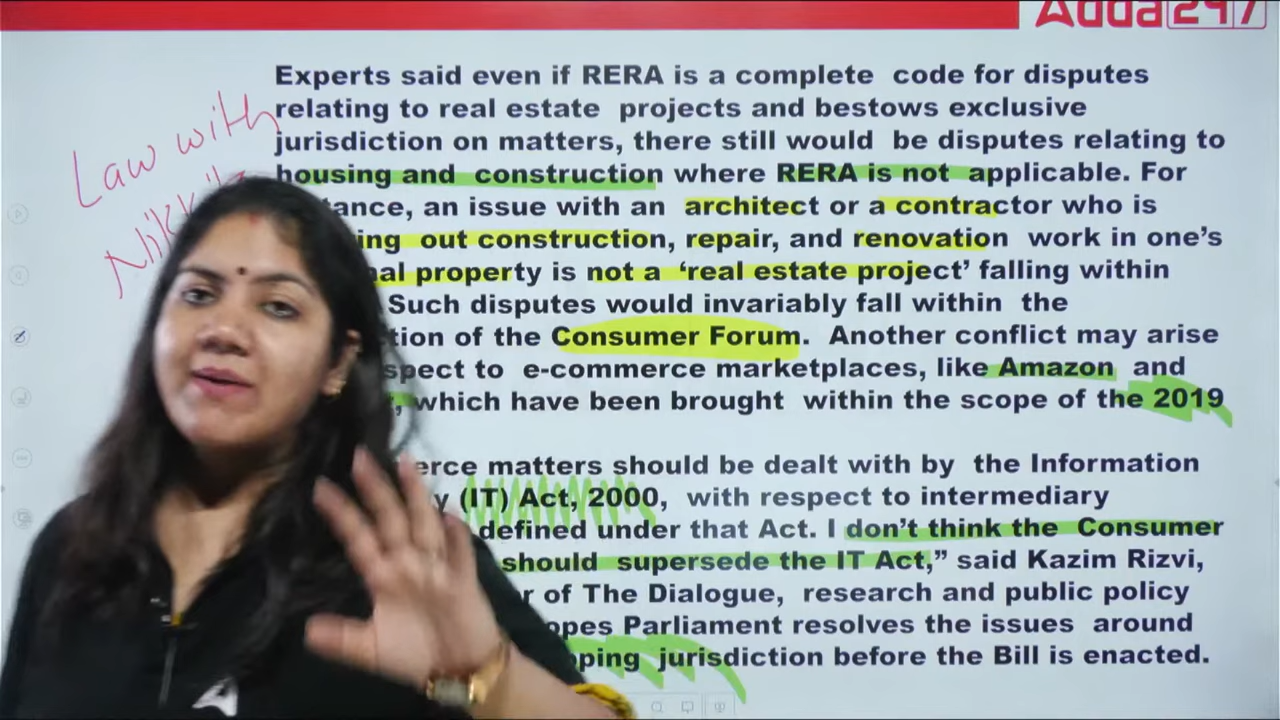 Adda247
Experts said even if RERA is a complete code for disputes
relating to real estate projects and bestows exclusive
jurisdiction on matters, there still would be disputes relating to
housing and construction where RERA is not applicable. For
an issue with an architect or a contractor who is
out construction, repair, and renovation work in one’s
property is not a ‘real estate project’ falling within
Such disputes would invariably fall within the
of the Consumer Forum. Another conflict may arise
to e-commerce marketplaces, like Amazon and
which have been brought within the scope of the 2019
matters should be dealt with by the Information
(IT) Act, 2000, with respect to intermediary
defined under that Act. I don’t think the Consumer
should supersede the IT Act,” said Kazim Rizvi,
of The Dialogue, research and public policy
Parliament resolves the issues around
jurisdiction before the Bill is enacted.
Law with